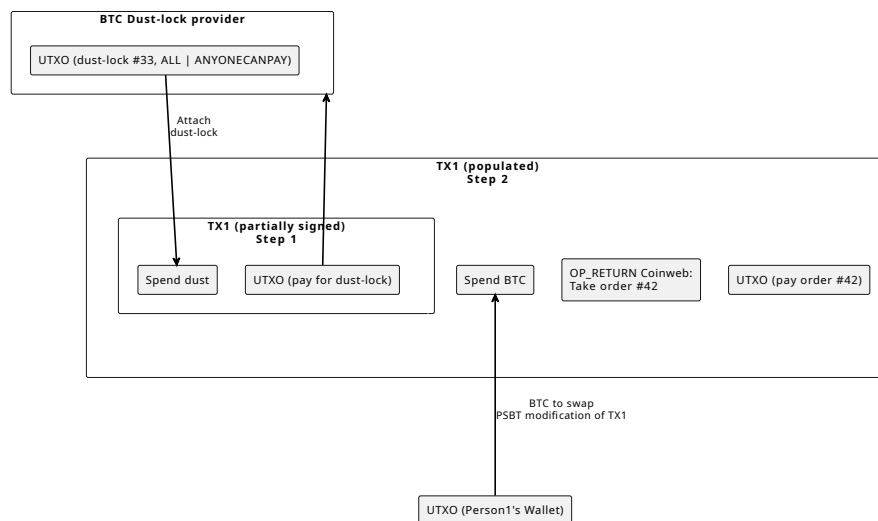 BTC Dust-lock provider
UTXO (dust-lock #33, ALL | ANYONECANPAY)
Attach
dust-lock
TX1 (populated)
Step 2
TX1 (partially signed)
Step 1
Spend dust
UTXO (pay for dust-lock)
Spend BTC
OP_RETURN Coinweb:
Take order #42
UTXO (pay order #42)
BTC to swap
PSBT modification of TX1
UTXO (Person1's Wallet)